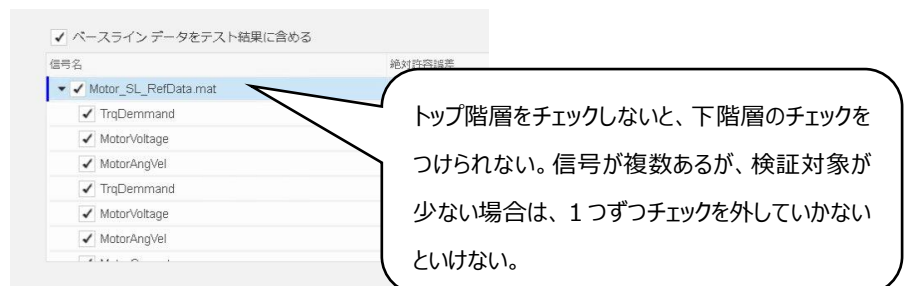 ベースライン データをテスト結果に含める
信号名
絶対許容誤差
Motor_SL_RefData.mat
TrqDemmand
MotorVoltage
MotorAngVel
TrqDemmand
MotorVoltage
MotorAngVel
トップ階層をチェックしないと、下階層のチェックを
つけられない。信号が複数あるが、検証対象が
少ない場合は、1つずつチェックを外していかない
といけない。